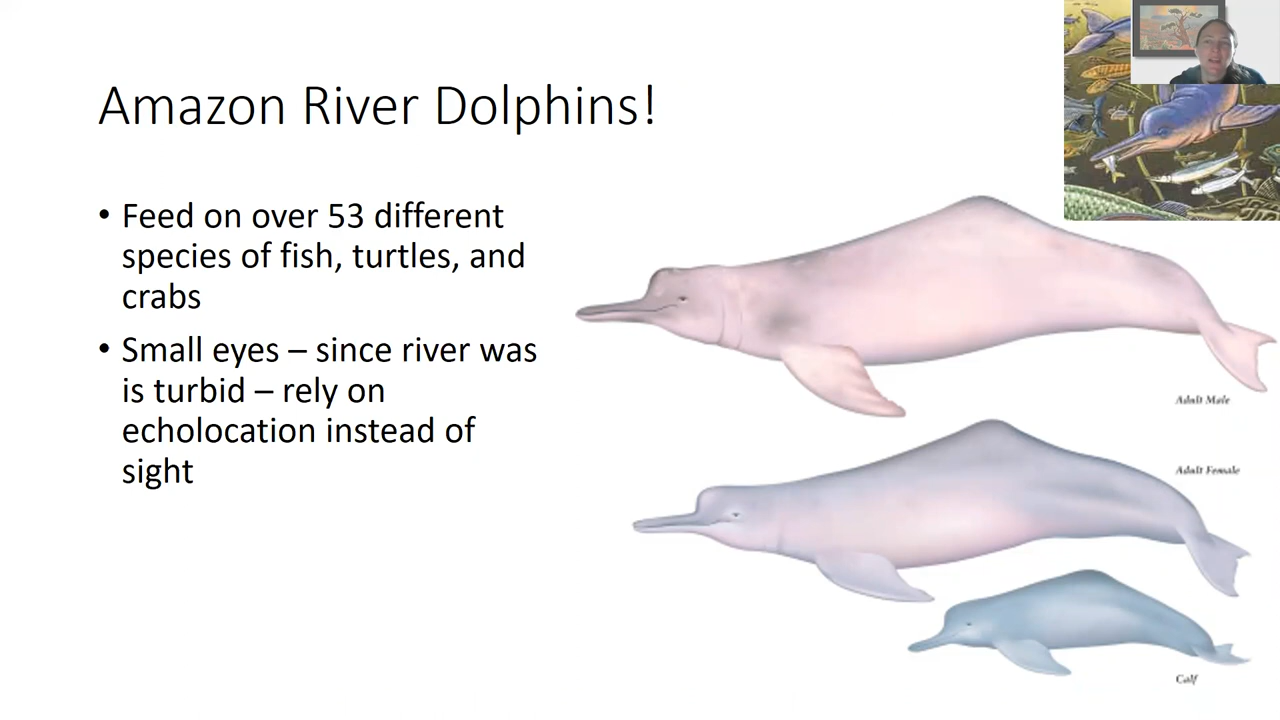 Amazon River Dolphins!
• Feed on over 53 different
species of fish, turtles, and
crabs
• Small eyes – since river was
is turbid – rely on
echolocation instead of
sight
Adult Male
Adult Female
Calf